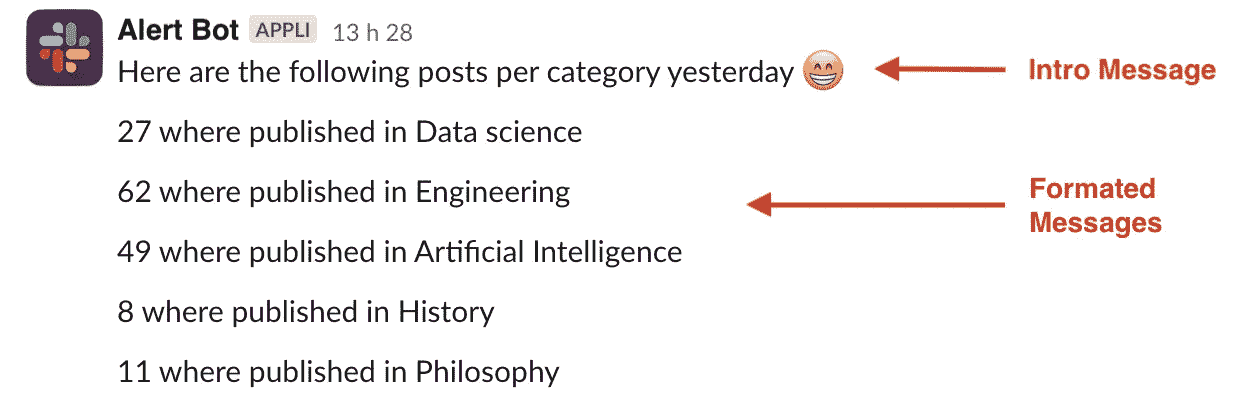 Alert Bot APPLI 13 h 28
Here are the following posts per category yesterday 😁
Intro Message
27 where published in Data science
62 where published in Engineering
Formated
Messages
49 where published in Artificial Intelligence
8 where published in History
11 where published in Philosophy